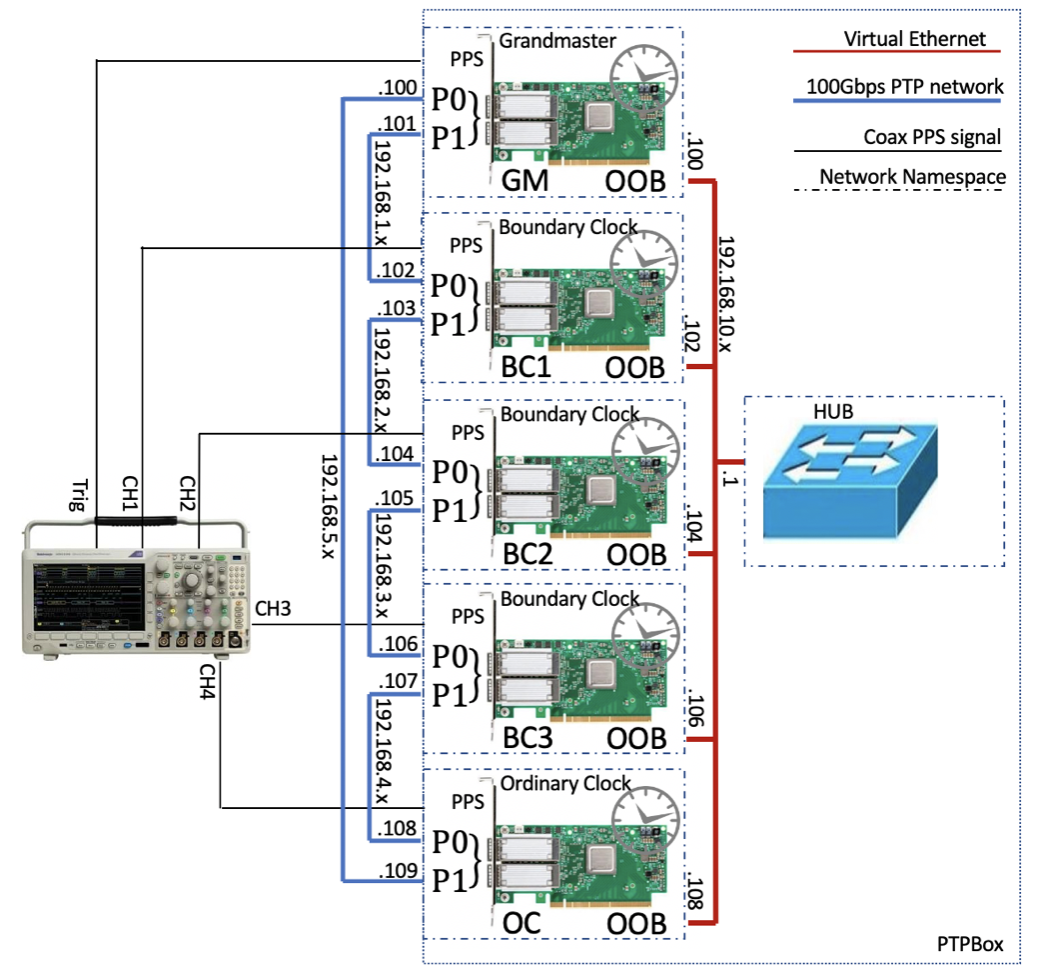 Grandmaster
PPS
.100
P0
.101
P1
GM
OOB
.100
192.168.1.x
Virtual Ethernet
100Gbps PTP network
Coax PPS signal
Network Namespace
Boundary Clock
PPS
.102
P0
.103
P1
BC1
OOB
.102
192.168.10.x
192.168.2.x
Boundary Clock
PPS
.104
P0
.105
P1
BC2
OOB
.104
HUB
.1
192.168.5.x
192.168.3.x
Trig
CH1
CH2
CH3
CH4
Boundary Clock
PPS
.106
P0
.107
P1
BC3
OOB
.106
192.168.4.x
Ordinary Clock
PPS
.108
P0
.109
P1
OC
OOB
.108
PTPBox